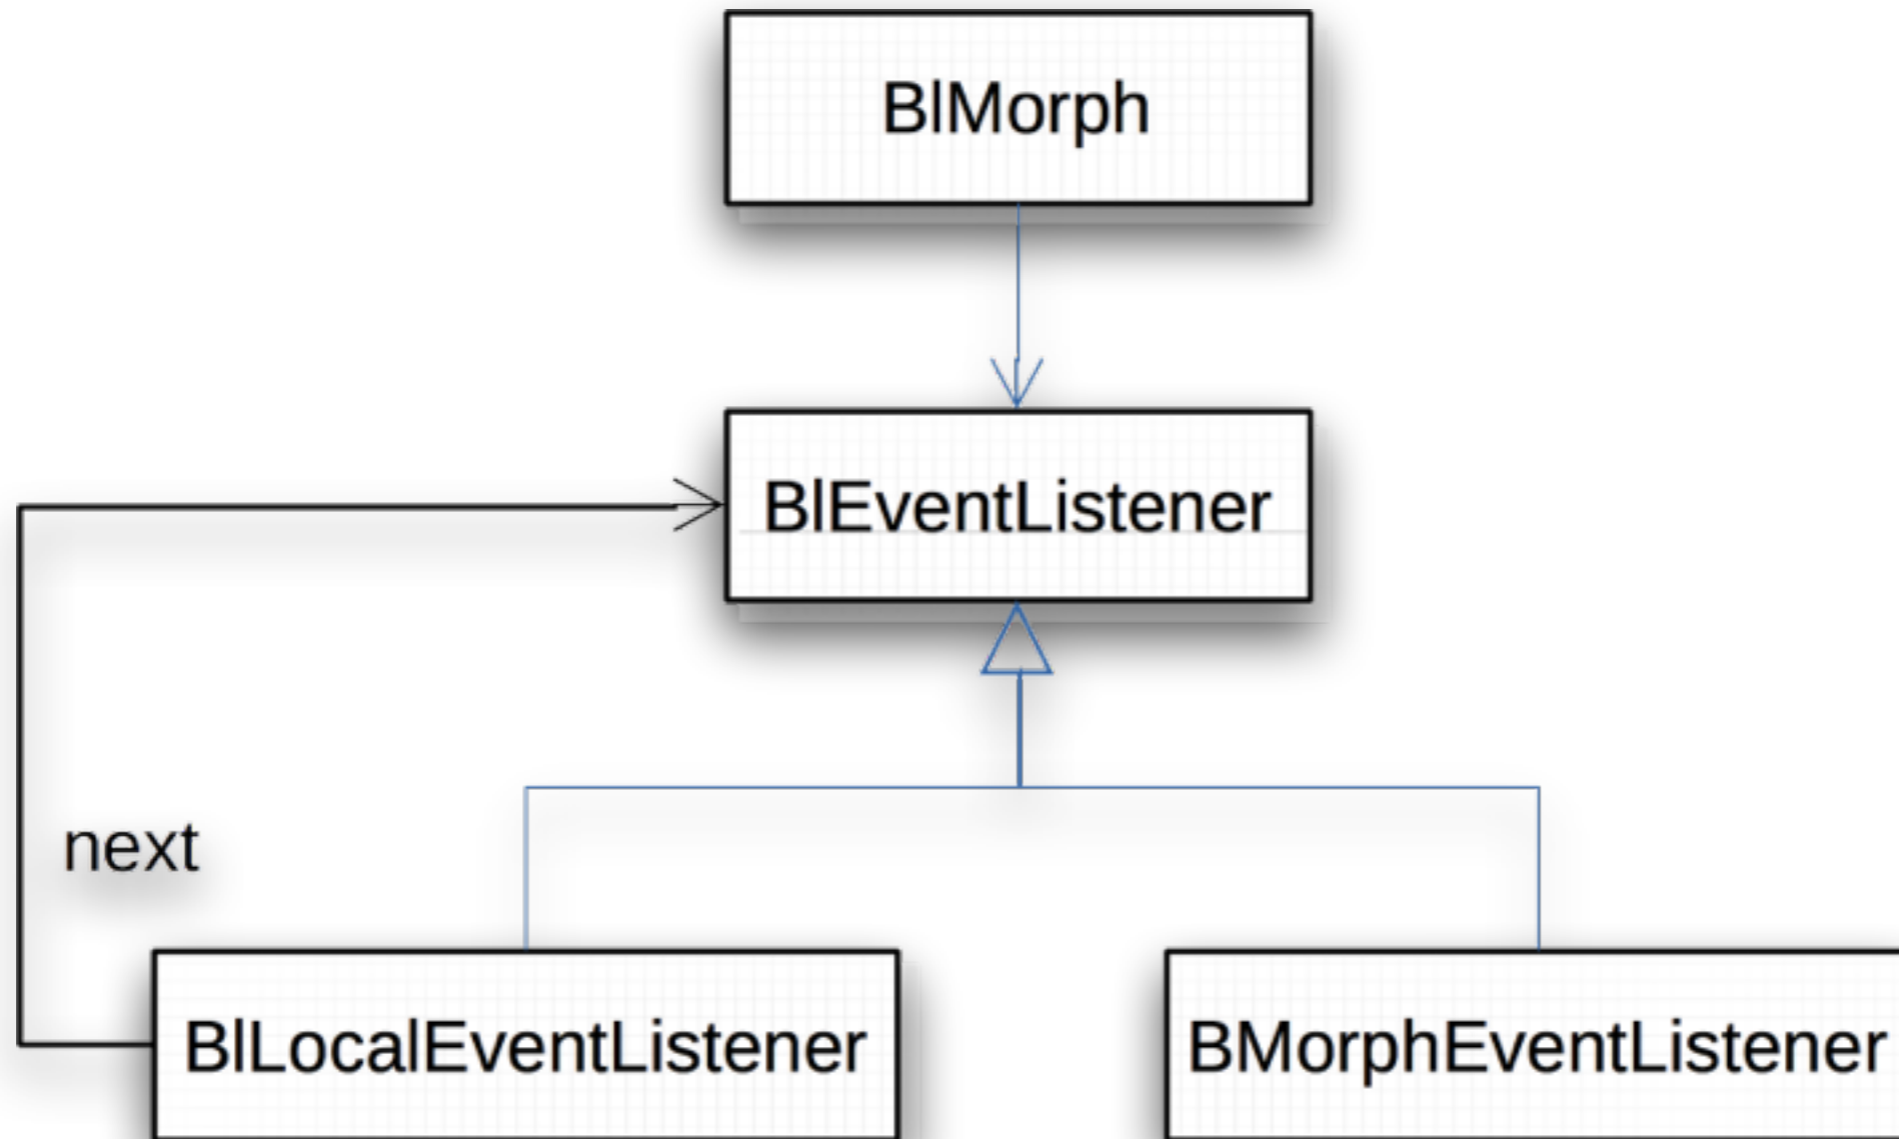 BlMorph
BlEventListener
next
BlLocalEventListener
BMorphEventListener